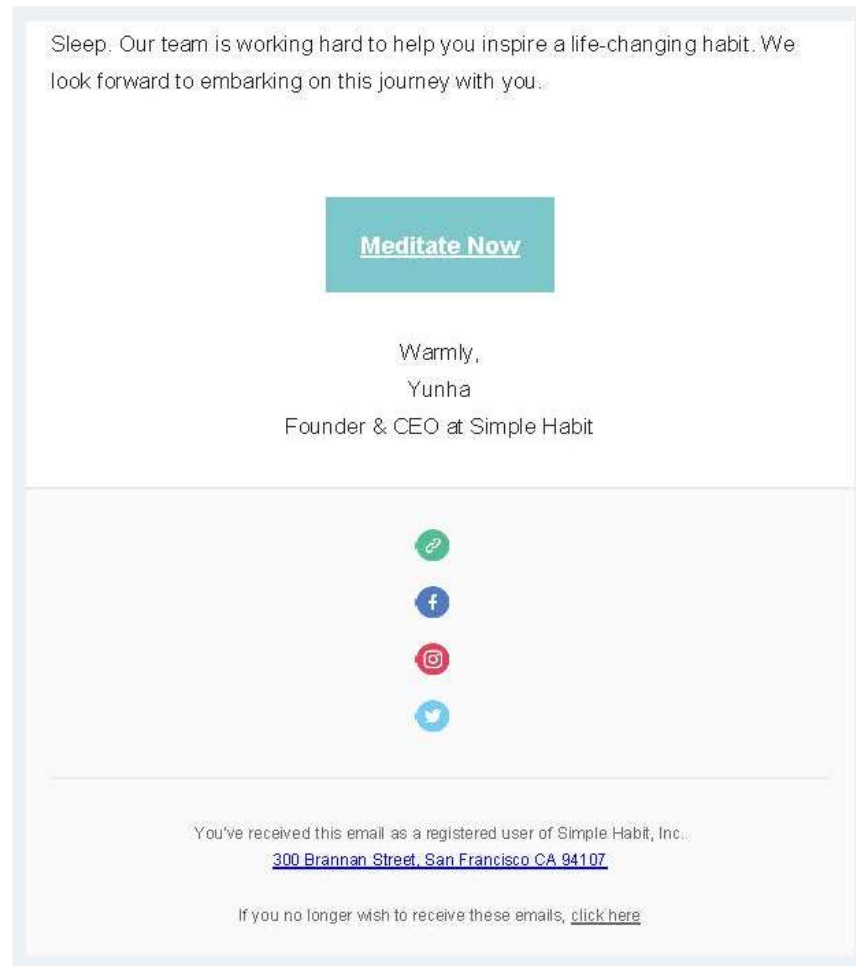 Sleep. Our team is working hard to help you inspire a life-changing habit. We
look forward to embarking on this journey with you.
Meditate Now
Warmly,
Yunha
Founder & CEO at Simple Habit
You've received this email as a registered user of Simple Habit, Inc..
300 Brannan Street, San Francisco CA 94107
If you no longer wish to receive these emails, click here